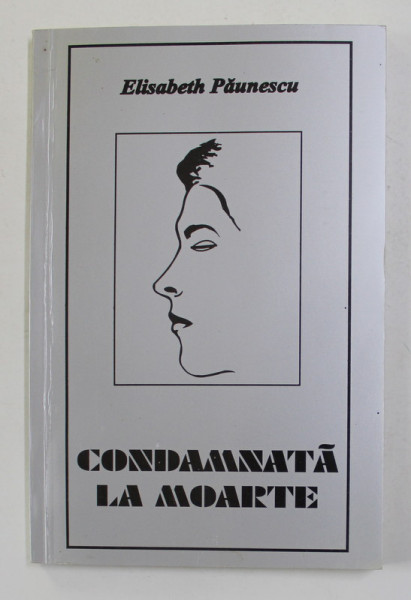 Elisabeth Păunescu
CONDAMNATĂ
LA MOARTE